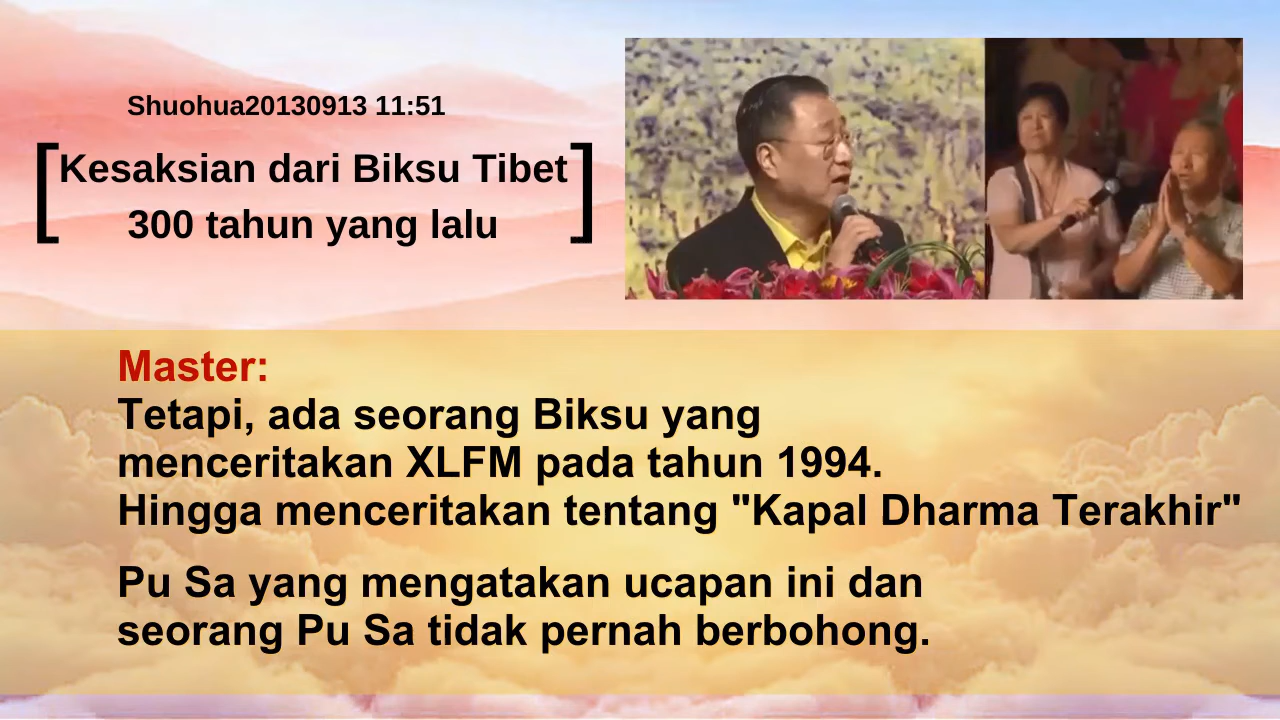 Shuohua20130913 11:51
[Kesaksian dari Biksu Tibet
300 tahun yang lalu]
Master:
Tetapi, ada seorang Biksu yang
menceritakan XLFM pada tahun 1994.
Hingga menceritakan tentang "Kapal Dharma Terakhir"
Pu Sa yang mengatakan ucapan ini dan
seorang Pu Sa tidak pernah berbohong.